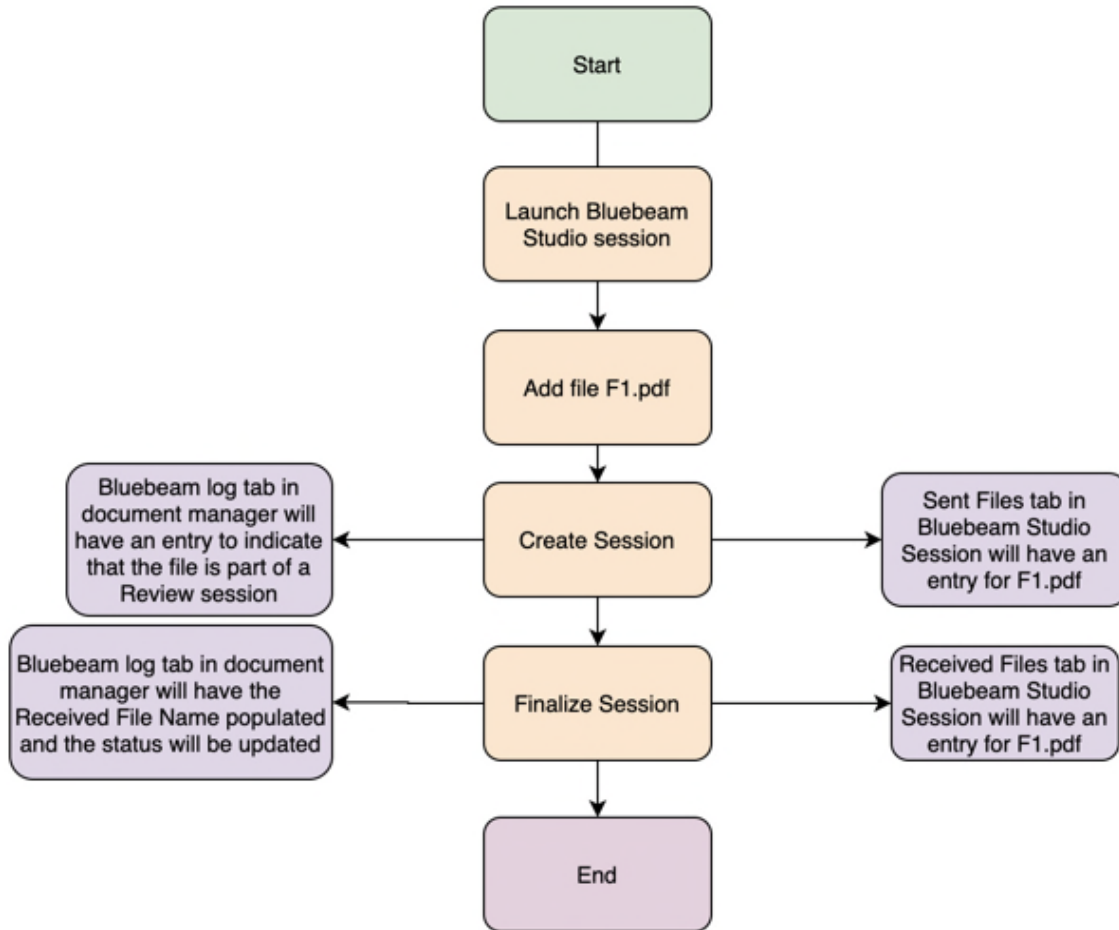 Start
Launch Bluebeam
Studio session
Add file F1.pdf
Bluebeam log tab in
document manager will
have an entry to indicate
that the file is part of a
Review session
Create Session
Sent Files tab in
Bluebeam Studio
Session will have an
entry for F1.pdf
Bluebeam log tab in document
manager will have the
Received File Name populated
and the status will be updated
Finalize Session
Received Files tab in
Bluebeam Studio
Session will have an
entry for F1.pdf
End